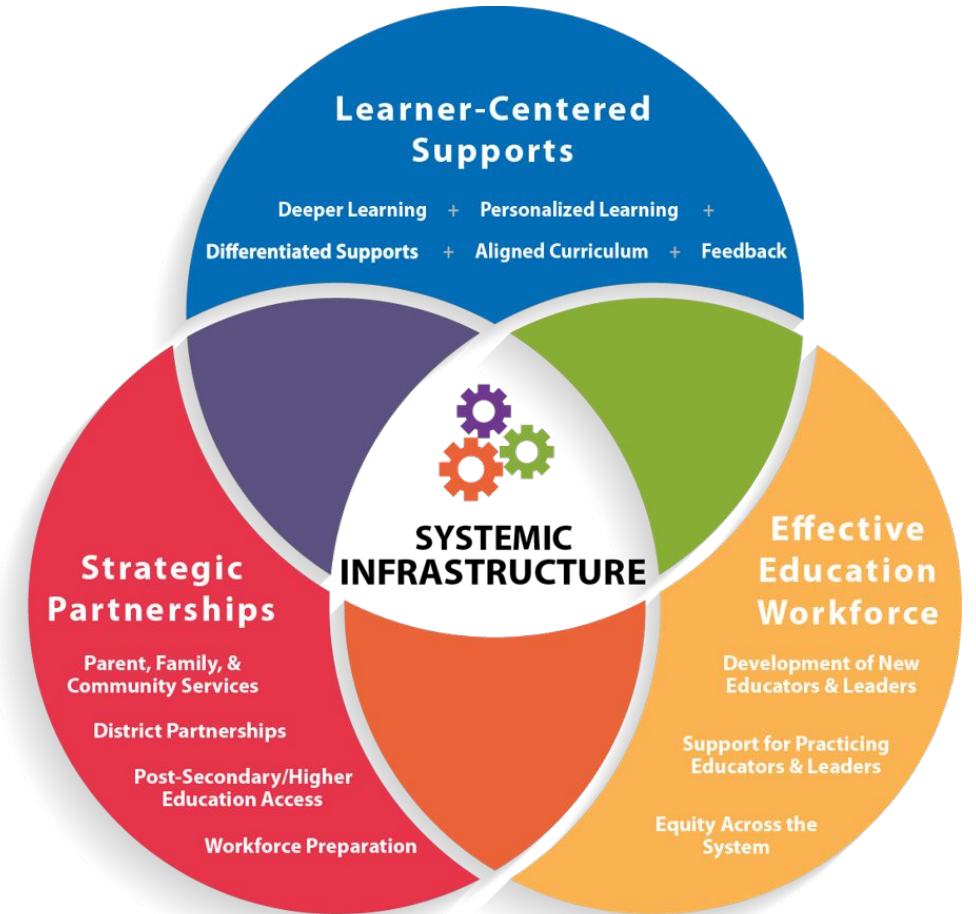 Learner-Centered
Supports
Deeper Learning + Personalized Learning +
Differentiated Supports + Aligned Curriculum + Feedback
SYSTEMIC
INFRASTRUCTURE
Strategic
Partnerships
Parent, Family, &
Community Services
District Partnerships
Post-Secondary/Higher
Education Access
Workforce Preparation
Effective
Education
Workforce
Development of New
Educators & Leaders
Support for Practicing
Educators & Leaders
Equity Across the
System